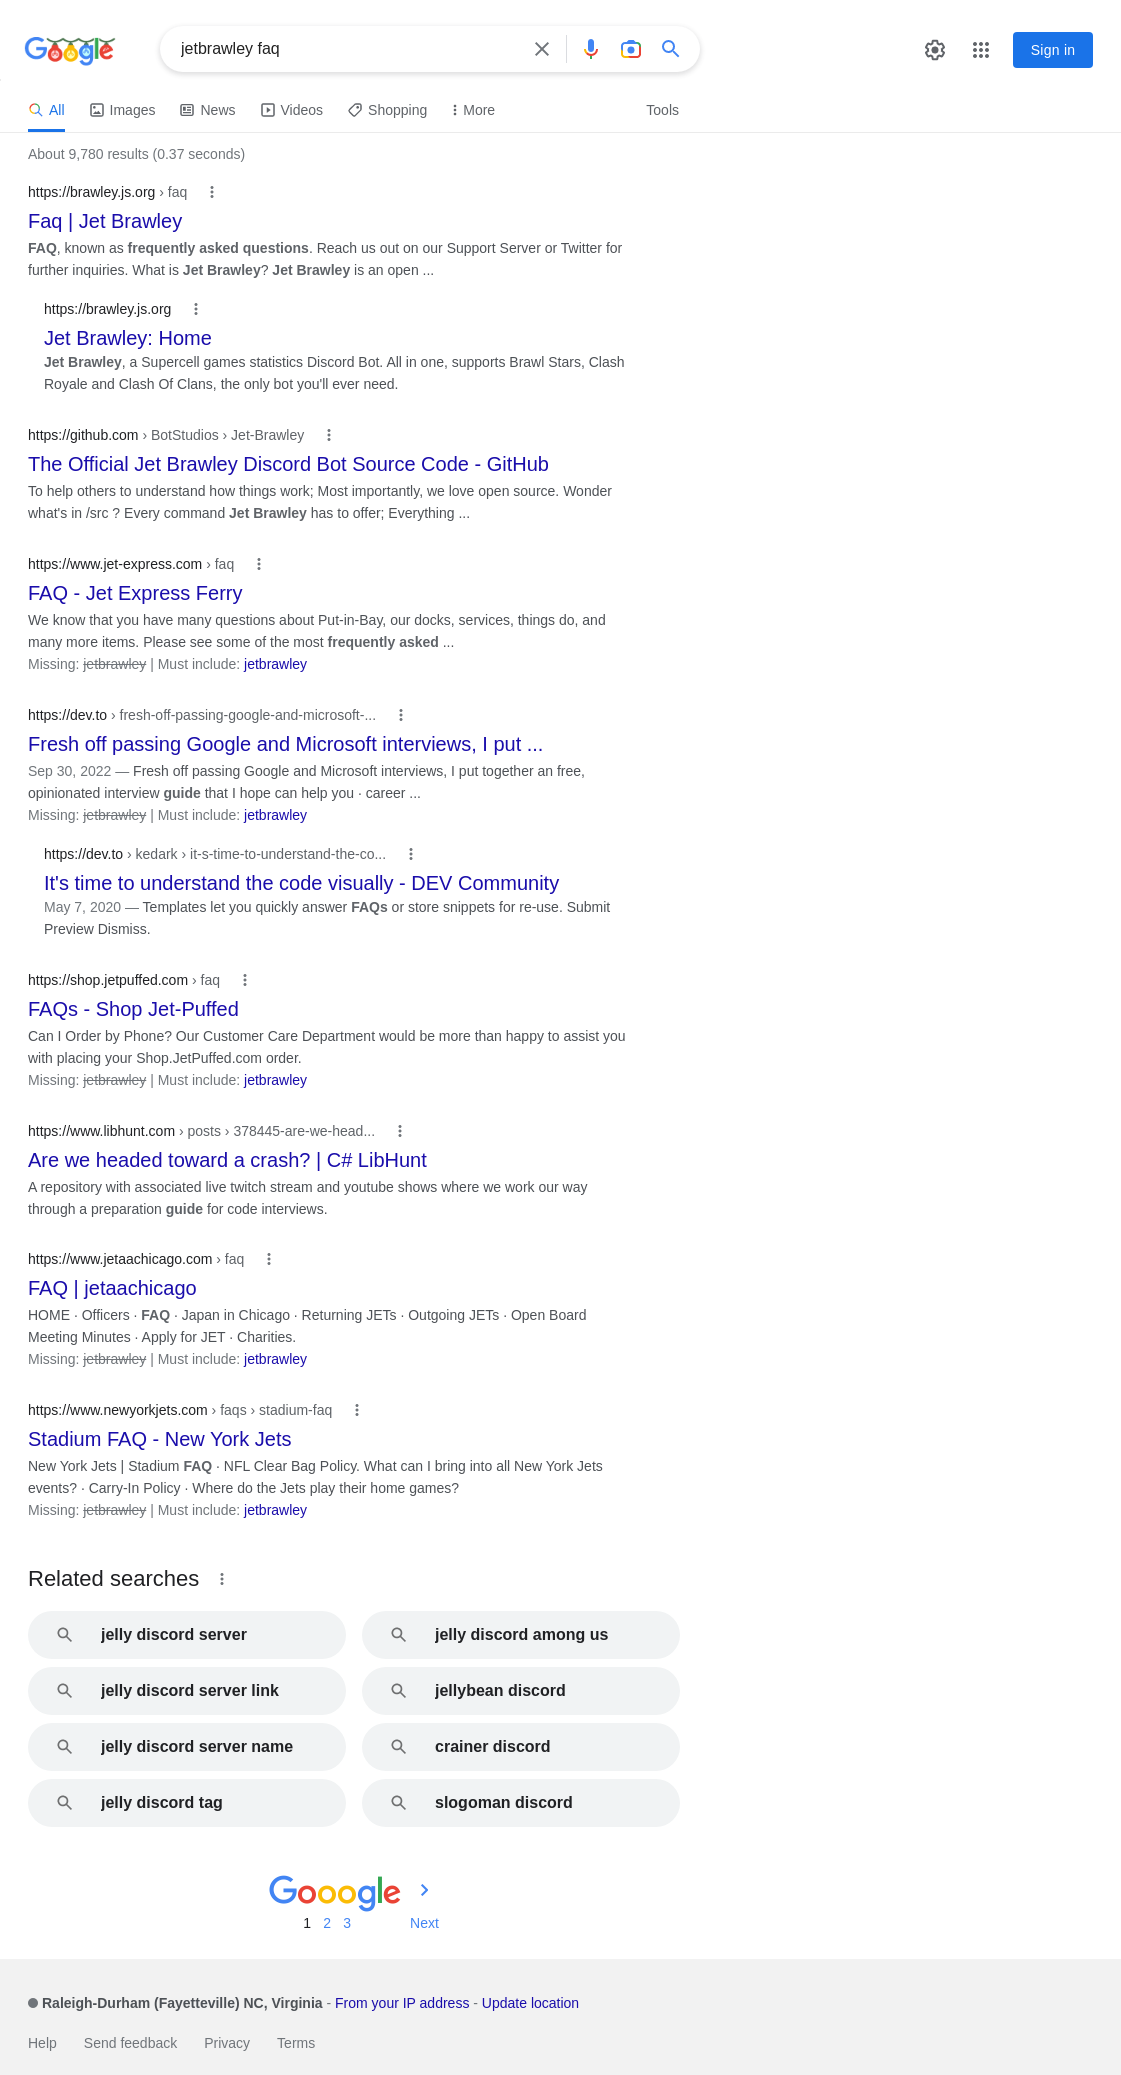 Google
jetbrawley faq
Sign in
All Images News Videos Shopping More Tools
About 9,780 results (0.37 seconds)
https://brawley.js.org › faq
Faq | Jet Brawley
FAQ, known as frequently asked questions. Reach us out on our Support Server or Twitter for
further inquiries. What is Jet Brawley? Jet Brawley is an open ...
https://brawley.js.org
Jet Brawley: Home
Jet Brawley, a Supercell games statistics Discord Bot. All in one, supports Brawl Stars, Clash
Royale and Clash Of Clans, the only bot you'll ever need.
https://github.com › BotStudios › Jet-Brawley
The Official Jet Brawley Discord Bot Source Code - GitHub
To help others to understand how things work; Most importantly, we love open source. Wonder
what's in /src ? Every command Jet Brawley has to offer; Everything ...
https://www.jet-express.com › faq
FAQ - Jet Express Ferry
We know that you have many questions about Put-in-Bay, our docks, services, things do, and
many more items. Please see some of the most frequently asked ...
Missing: jetbrawley | Must include: jetbrawley
https://dev.to › fresh-off-passing-google-and-microsoft-...
Fresh off passing Google and Microsoft interviews, I put ...
Sep 30, 2022 — Fresh off passing Google and Microsoft interviews, I put together an free,
opinionated interview guide that I hope can help you · career ...
Missing: jetbrawley | Must include: jetbrawley
https://dev.to › kedark › it-s-time-to-understand-the-co...
It's time to understand the code visually - DEV Community
May 7, 2020 — Templates let you quickly answer FAQs or store snippets for re-use. Submit
Preview Dismiss.
https://shop.jetpuffed.com › faq
FAQs - Shop Jet-Puffed
Can I Order by Phone? Our Customer Care Department would be more than happy to assist you
with placing your Shop.JetPuffed.com order.
Missing: jetbrawley | Must include: jetbrawley
https://www.libhunt.com › posts › 378445-are-we-head...
Are we headed toward a crash? | C# LibHunt
A repository with associated live twitch stream and youtube shows where we work our way
through a preparation guide for code interviews.
https://www.jetaachicago.com › faq
FAQ | jetaachicago
HOME · Officers · FAQ · Japan in Chicago · Returning JETs · Outgoing JETs · Open Board
Meeting Minutes · Apply for JET · Charities.
Missing: jetbrawley | Must include: jetbrawley
https://www.newyorkjets.com › faqs › stadium-faq
Stadium FAQ - New York Jets
New York Jets | Stadium FAQ · NFL Clear Bag Policy. What can I bring into all New York Jets
events? · Carry-In Policy · Where do the Jets play their home games?
Missing: jetbrawley | Must include: jetbrawley
Related searches
jelly discord server jelly discord among us
jelly discord server link jellybean discord
jelly discord server name crainer discord
jelly discord tag slogoman discord
Gooogle
1 2 3 Next
Raleigh-Durham (Fayetteville) NC, Virginia - From your IP address - Update location
Help Send feedback Privacy Terms